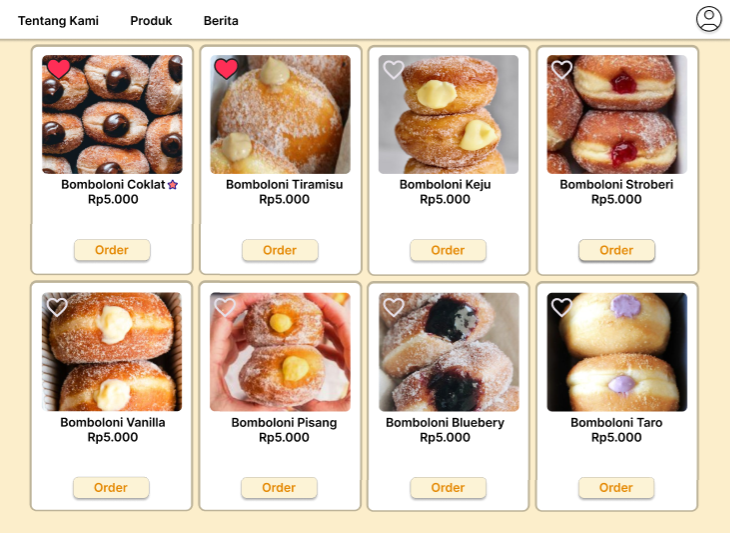 Tentang Kami Produk Berita
Bomboloni Coklat
Rp5.000
Order
Bomboloni Tiramisu
Rp5.000
Order
Bomboloni Keju
Rp5.000
Order
Bomboloni Stroberi
Rp5.000
Order
Bomboloni Vanilla
Rp5.000
Order
Bomboloni Pisang
Rp5.000
Order
Bomboloni Bluebery
Rp5.000
Order
Bomboloni Taro
Rp5.000
Order